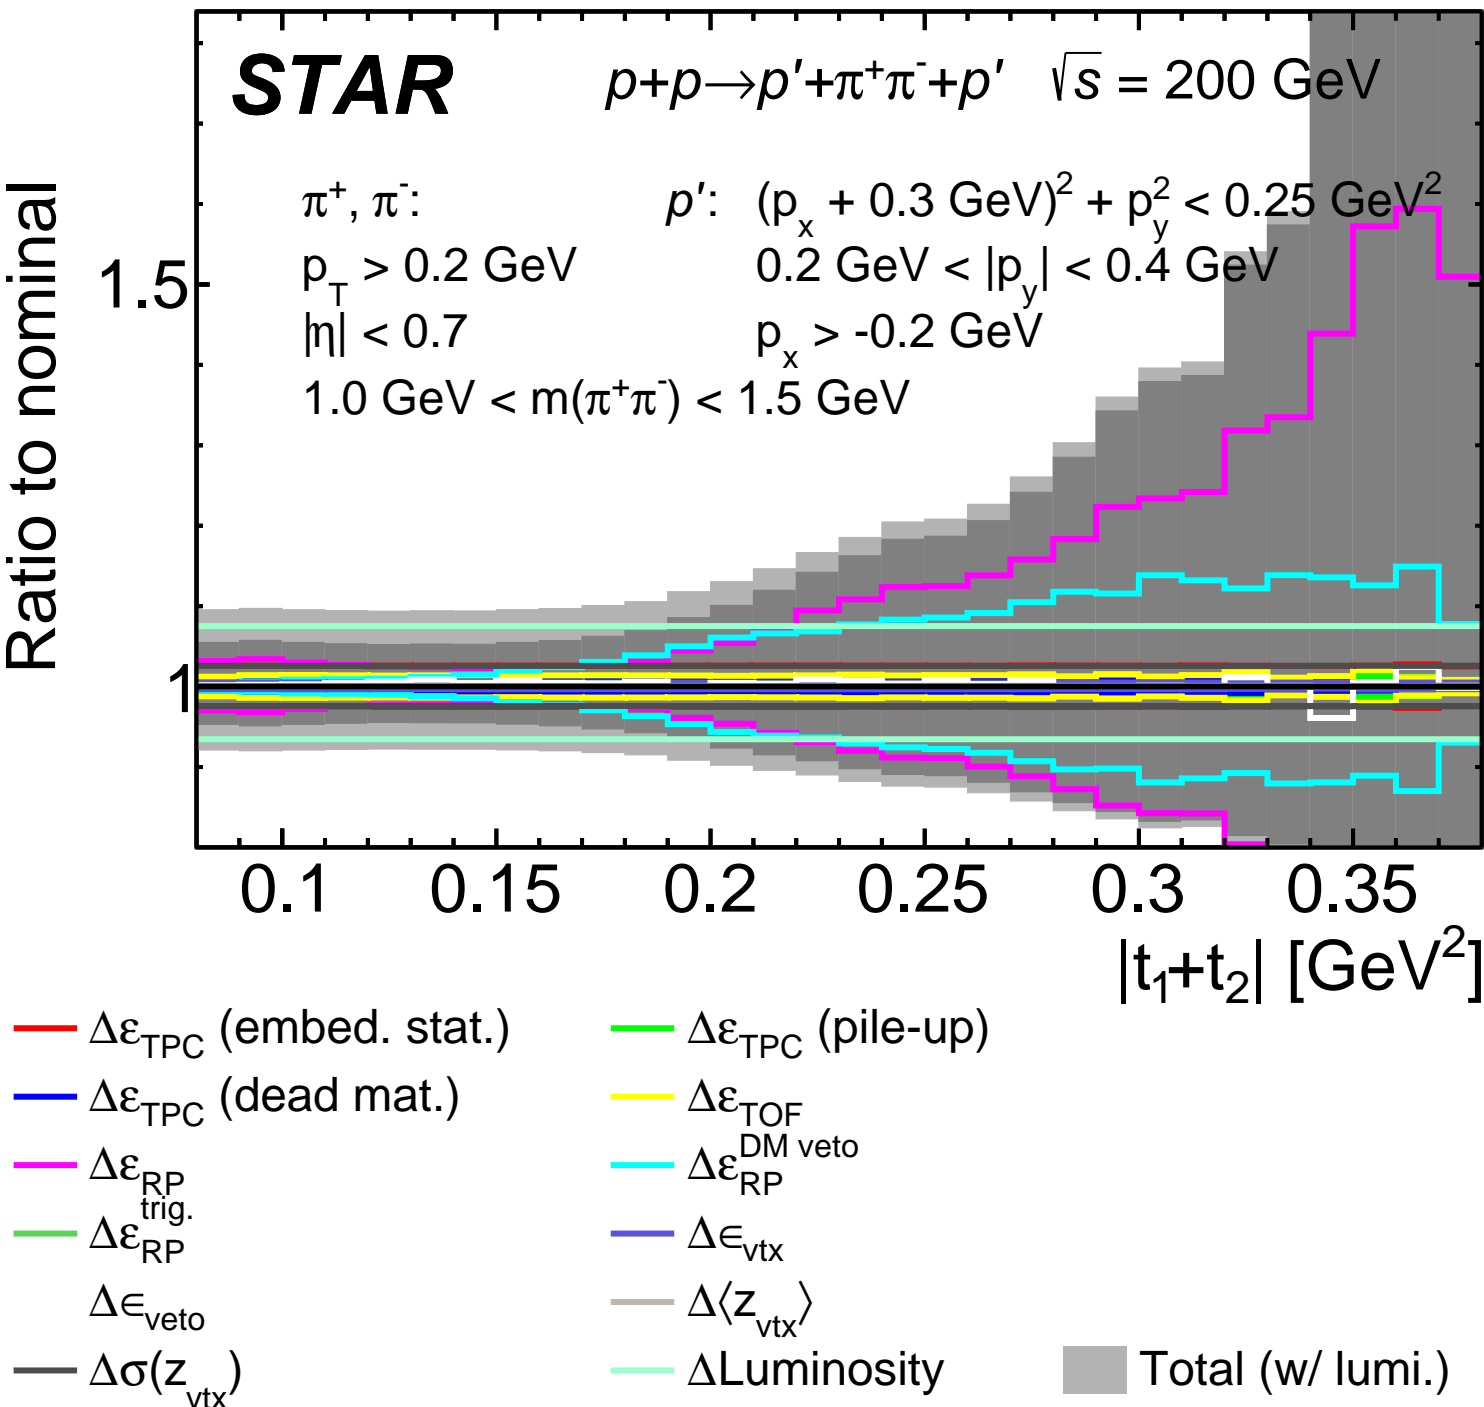 STAR p+p→p′+π⁺π⁻+p′ √s = 200 GeV
π⁺, π⁻: p′: (pₓ + 0.3 GeV)² + p_y² < 0.25 GeV²
p_T > 0.2 GeV 0.2 GeV < |p_y| < 0.4 GeV
|η| < 0.7 pₓ > -0.2 GeV
1.0 GeV < m(π⁺π⁻) < 1.5 GeV
Ratio to nominal
1.5
1
0.1 0.15 0.2 0.25 0.3 0.35
|t₁+t₂| [GeV²]
Δε_TPC (embed. stat.) Δε_TPC (pile-up)
Δε_TPC (dead mat.) Δε_TOF
Δε_RP Δε_RP^DM veto
Δε_RP^trig. Δ∊_vtx
Δ∊_veto Δ⟨z_vtx⟩
Δσ(z_vtx) ΔLuminosity Total (w/ lumi.)